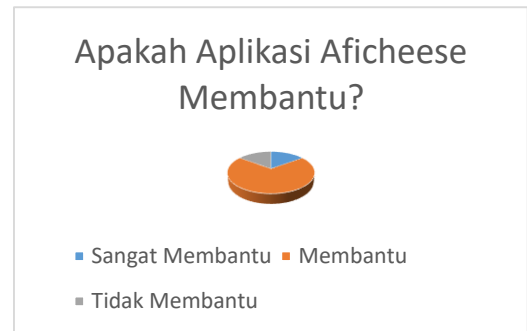 Apakah Aplikasi Aficheese
Membantu?
Sangat Membantu
Membantu
Tidak Membantu